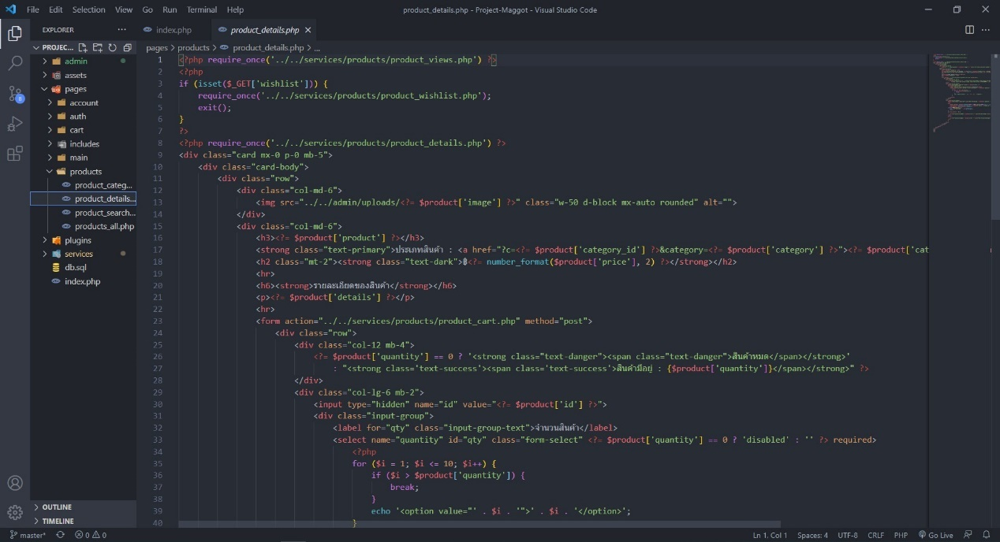 File Edit Selection View Go Run Terminal Help
product_details.php - Project-Maggot - Visual Studio Code
EXPLORER ···
index.php
product_details.php
PROJEC...
pages > products > product_details.php > ...
admin
assets
pages
account
auth
cart
includes
main
products
product_categ...
product_details...
product_search...
products_all.php
plugins
services
db.sql
index.php
OUTLINE
TIMELINE
8
1 <?php require_once('../../services/products/product_views.php') ?>
2 <?php
3 if (isset($_GET['wishlist'])) {
4 require_once('../../services/products/product_wishlist.php');
5 exit();
6 }
7 ?>
8 <?php require_once('../../services/products/product_details.php') ?>
9 <div class="card mx-0 p-0 mb-5">
10 <div class="card-body">
11 <div class="row">
12 <div class="col-md-6">
13 <img src="../../admin/uploads/<?= $product['image'] ?>" class="w-50 d-block mx-auto rounded" alt="">
14 </div>
15 <div class="col-md-6">
16 <h3><?= $product['product'] ?></h3>
17 <strong class="text-primary">ประเภทสินค้า : <a href="?c=<?= $product['category_id'] ?>&category=<?= $product['category'] ?>"><?= $product['cat
18 <h2 class="mt-2"><strong class="text-dark">฿<?= number_format($product['price'], 2) ?></strong></h2>
19 <hr>
20 <h6><strong>รายละเอียดของสินค้า</strong></h6>
21 <p><?= $product['details'] ?></p>
22 <hr>
23 <form action="../../services/products/product_cart.php" method="post">
24 <div class="row">
25 <div class="col-12 mb-4">
26 <?= $product['quantity'] == 0 ? '<strong class="text-danger"><span class="text-danger">สินค้าหมด</span></strong>'
27 : "<strong class='text-success'><span class='text-success'>สินค้ามีอยู่ : {$product['quantity']}</span></strong>" ?>
28 </div>
29 <div class="col-lg-6 mb-2">
30 <input type="hidden" name="id" value="<?= $product['id'] ?>">
31 <div class="input-group">
32 <label for="qty" class="input-group-text">จำนวนสินค้า</label>
33 <select name="quantity" id="qty" class="form-select" <?= $product['quantity'] == 0 ? 'disabled' : '' ?> required>
34 <?php
35 for ($i = 1; $i <= 10; $i++) {
36 if ($i > $product['quantity']) {
37 break;
38 }
39 echo '<option value="' . $i . '">' . $i . '</option>';
40 }
master* 0 0
Ln 1, Col 1 Spaces: 4 UTF-8 CRLF PHP Go Live